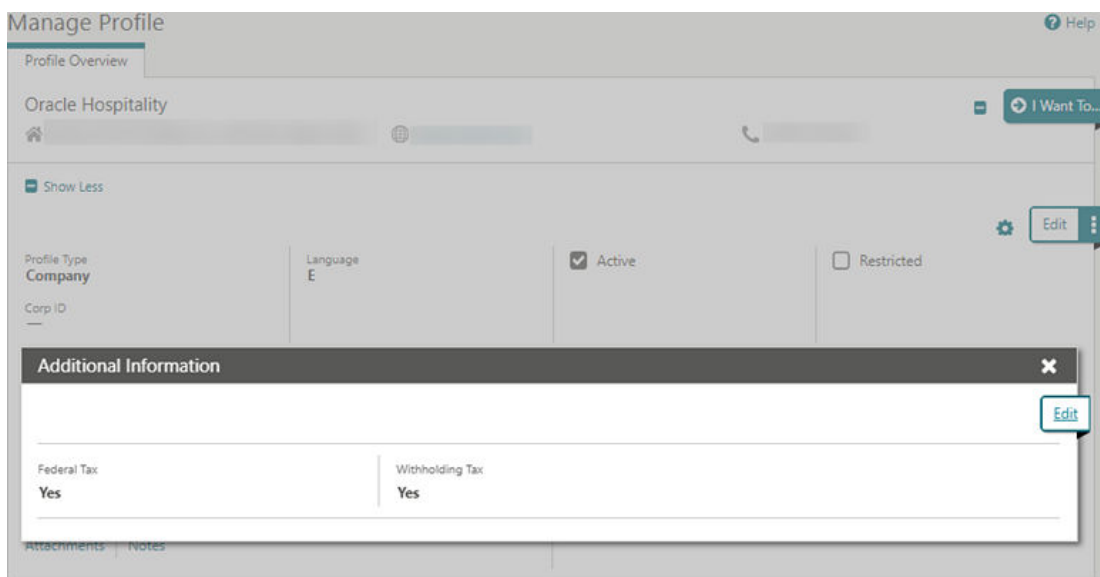 Manage Profile
Help
Profile Overview
Oracle Hospitality
I Want To...
Show Less
Edit
Profile Type
Company
Language
E
Active
Restricted
Corp ID
—
Additional Information
Edit
Federal Tax
Yes
Withholding Tax
Yes
Attachments
Notes